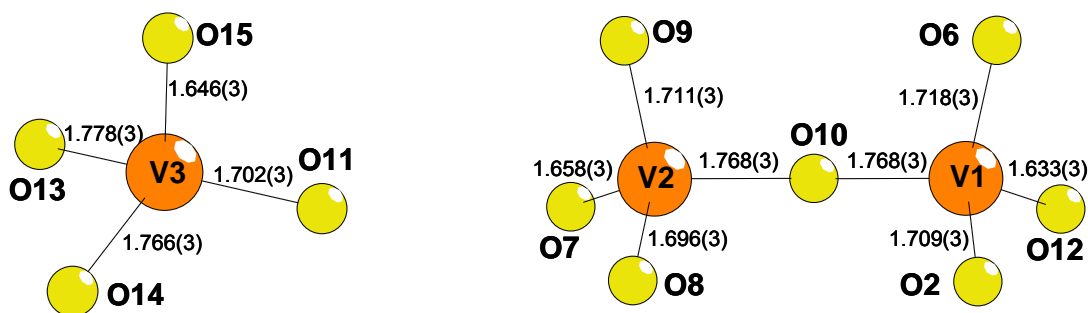 O15
1.646(3)
1.778(3)
O13
V3
1.702(3)
O11
1.766(3)
O14
O9
O6
1.711(3)
1.718(3)
O10
1.658(3)
V2
1.768(3)
1.768(3)
V1
1.633(3)
O7
1.696(3)
1.709(3)
O12
O8
O2